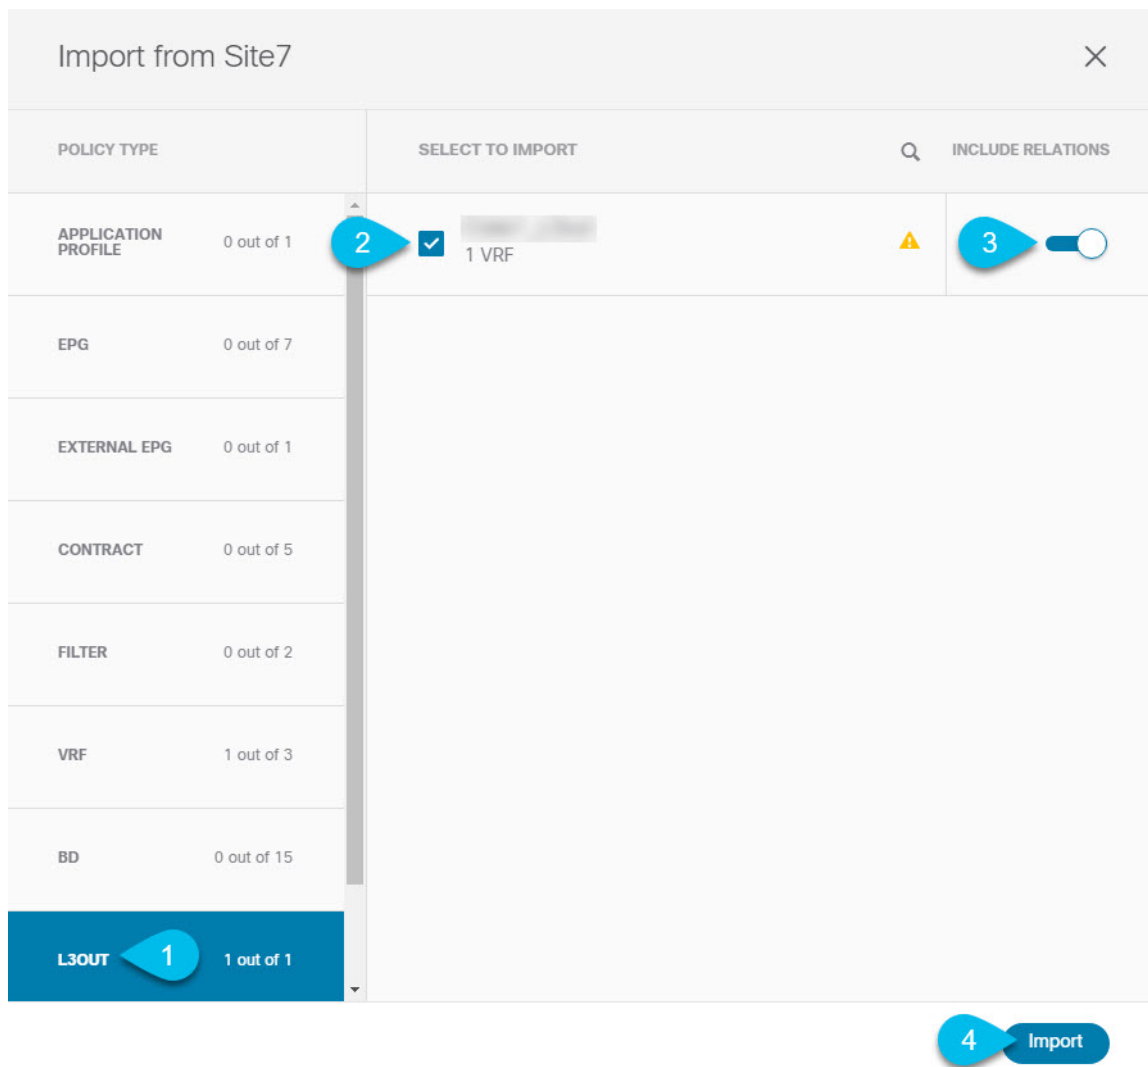 Import from Site7
POLICY TYPE
SELECT TO IMPORT
INCLUDE RELATIONS
APPLICATION
PROFILE
0 out of 1
2
1 VRF
3
EPG
0 out of 7
EXTERNAL EPG
0 out of 1
CONTRACT
0 out of 5
FILTER
0 out of 2
VRF
1 out of 3
BD
0 out of 15
L3OUT
1
1 out of 1
4
Import